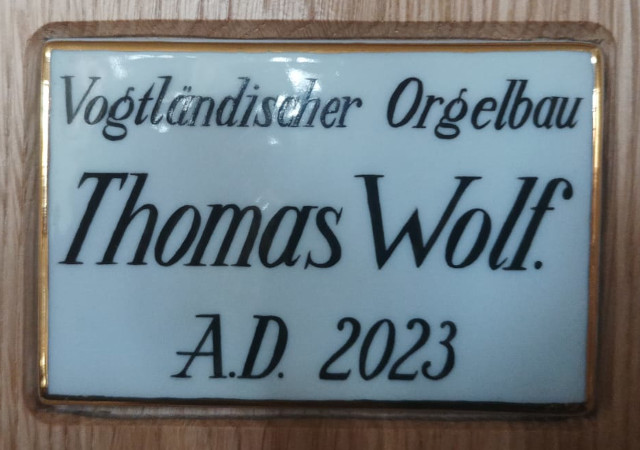 Vogtländischer Orgelbau
Thomas Wolf.
A.D. 2023